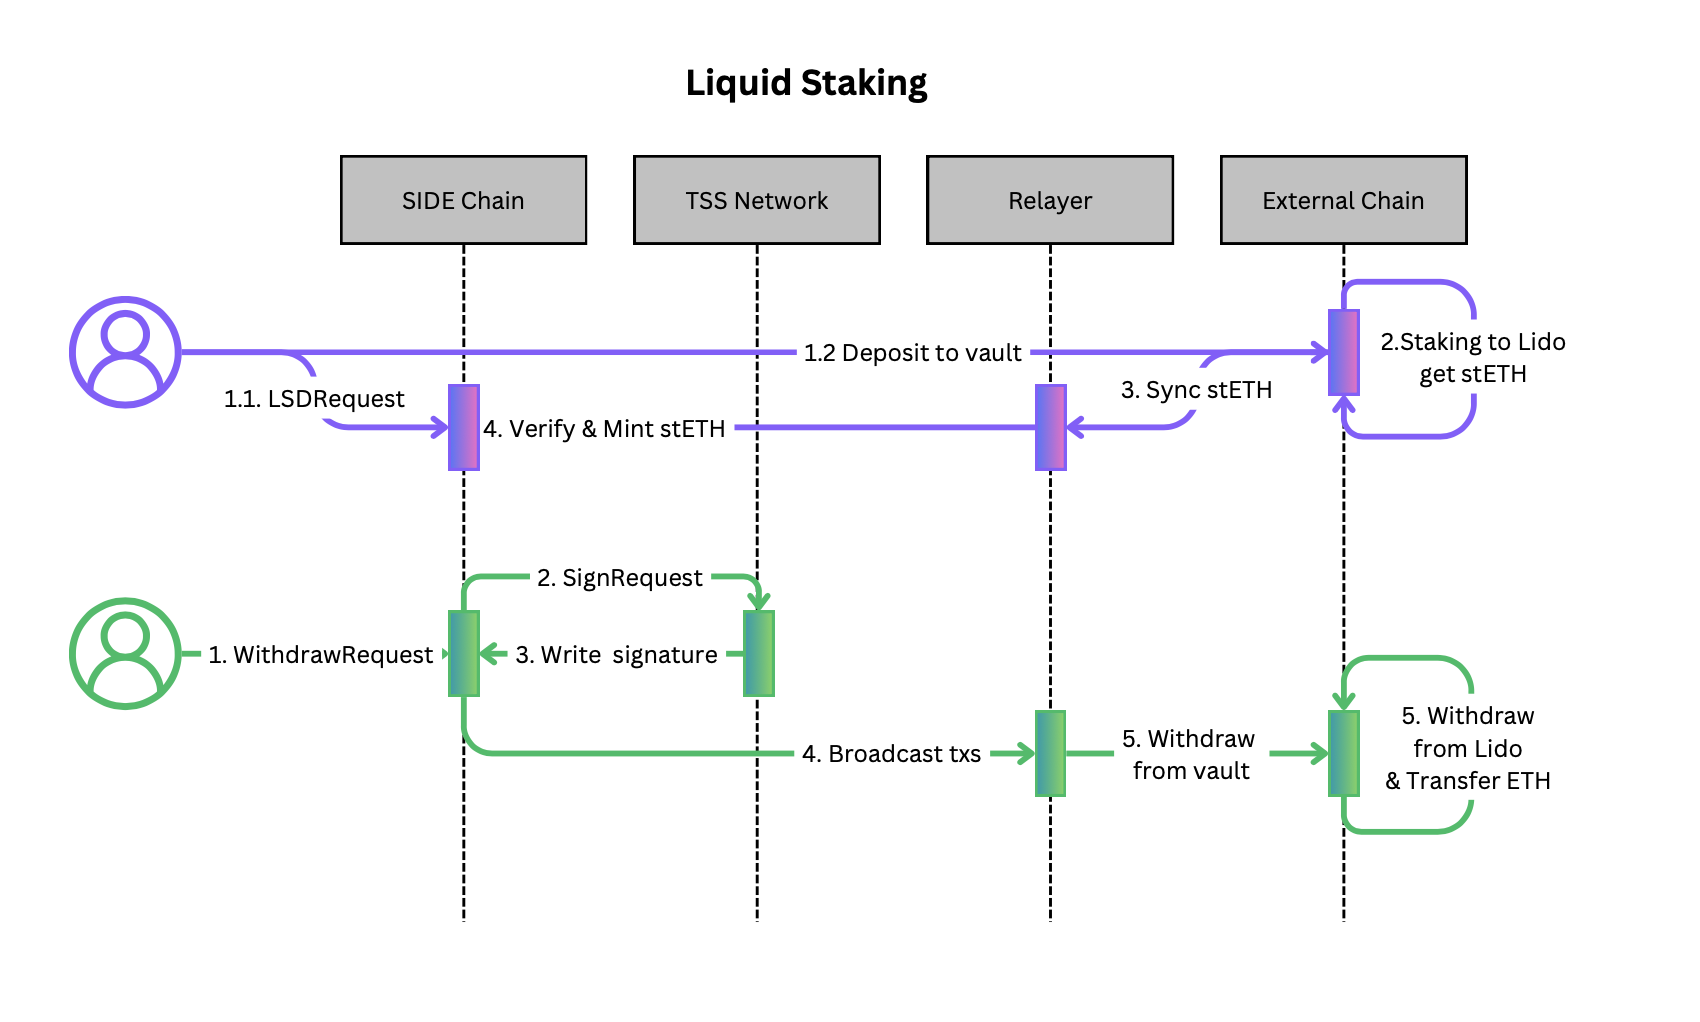 Liquid Staking
SIDE Chain
TSS Network
Relayer
External Chain
1.2 Deposit to vault
2.Staking to Lido
get stETH
1.1. LSDRequest
3. Sync stETH
4. Verify & Mint stETH
2. SignRequest
1. WithdrawRequest
3. Write  signature
4. Broadcast txs
5. Withdraw
from vault
5. Withdraw
from Lido
& Transfer ETH